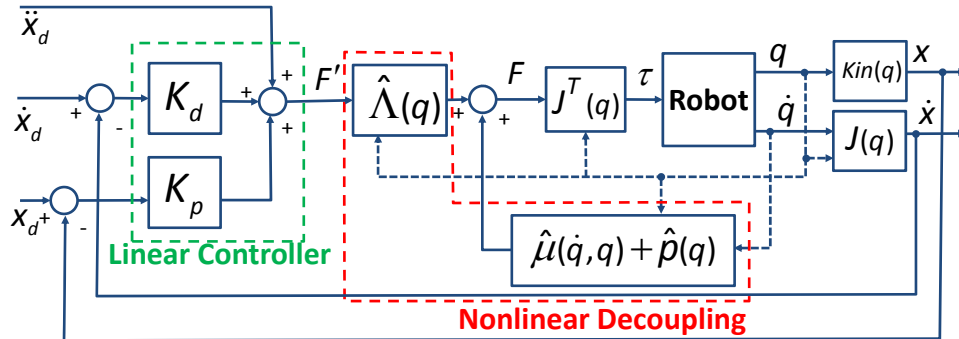 ẍ_d
ẋ_d
x_d
+
-
+
-
K_d
K_p
Linear Controller
+
+
+
F′
Λ̂(q)
+
+
F
J^T(q)
τ
Robot
q
q̇
Kin(q)
J(q)
x
ẋ
μ̂(q̇,q)+p̂(q)
Nonlinear Decoupling